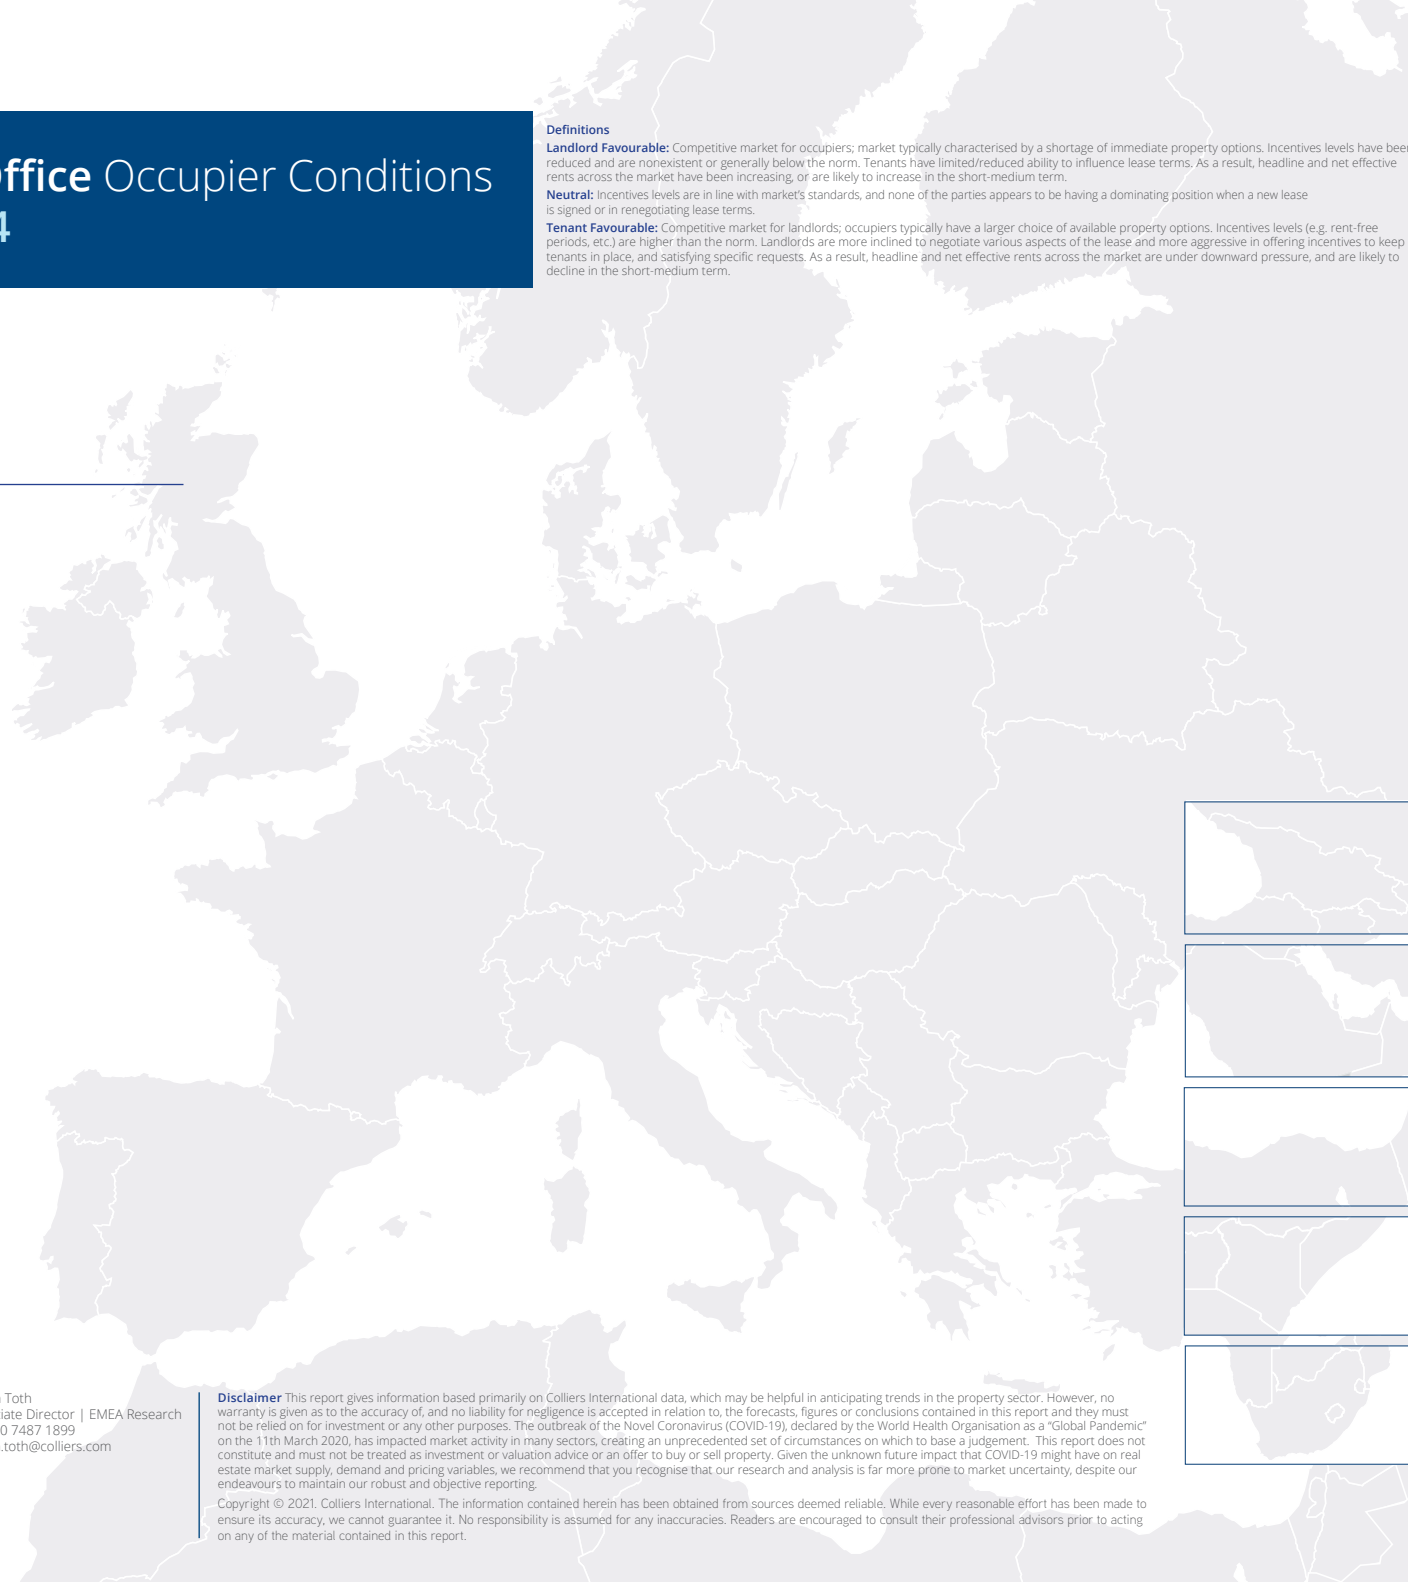 ffice Occupier Conditions
4
Definitions
Landlord Favourable: Competitive market for occupiers; market typically characterised by a shortage of immediate property options. Incentives levels have been
reduced and are nonexistent or generally below the norm. Tenants have limited/reduced ability to influence lease terms. As a result, headline and net effective
rents across the market have been increasing, or are likely to increase in the short-medium term.
Neutral: Incentives levels are in line with market's standards, and none of the parties appears to be having a dominating position when a new lease
is signed or in renegotiating lease terms.
Tenant Favourable: Competitive market for landlords; occupiers typically have a larger choice of available property options. Incentives levels (e.g. rent-free
periods, etc.) are higher than the norm. Landlords are more inclined to negotiate various aspects of the lease and more aggressive in offering incentives to keep
tenants in place, and satisfying specific requests. As a result, headline and net effective rents across the market are under downward pressure, and are likely to
decline in the short-medium term.
Toth
iate Director | EMEA Research
0 7487 1899
.toth@colliers.com
Disclaimer This report gives information based primarily on Colliers International data, which may be helpful in anticipating trends in the property sector. However, no
warranty is given as to the accuracy of, and no liability for negligence is accepted in relation to, the forecasts, figures or conclusions contained in this report and they must
not be relied on for investment or any other purposes. The outbreak of the Novel Coronavirus (COVID-19), declared by the World Health Organisation as a “Global Pandemic”
on the 11th March 2020, has impacted market activity in many sectors, creating an unprecedented set of circumstances on which to base a judgement. This report does not
constitute and must not be treated as investment or valuation advice or an offer to buy or sell property. Given the unknown future impact that COVID-19 might have on real
estate market supply, demand and pricing variables, we recommend that you recognise that our research and analysis is far more prone to market uncertainty, despite our
endeavours to maintain our robust and objective reporting.
Copyright © 2021. Colliers International. The information contained herein has been obtained from sources deemed reliable. While every reasonable effort has been made to
ensure its accuracy, we cannot guarantee it. No responsibility is assumed for any inaccuracies. Readers are encouraged to consult their professional advisors prior to acting
on any of the material contained in this report.